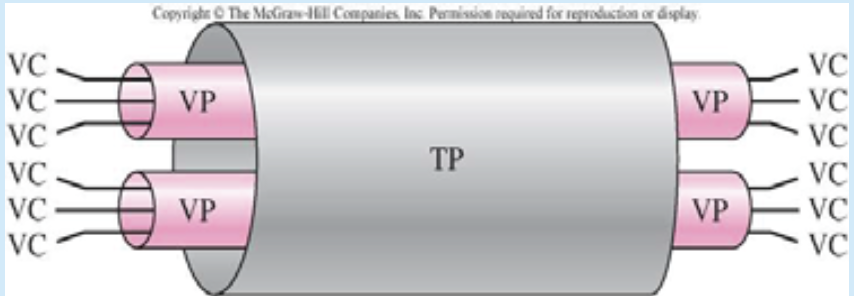 Copyright © The McGraw-Hill Companies, Inc. Permission required for reproduction or display.
VC VC
VC VP VP VC
VC VC
TP
VC VC
VC VP VP VC
VC VC